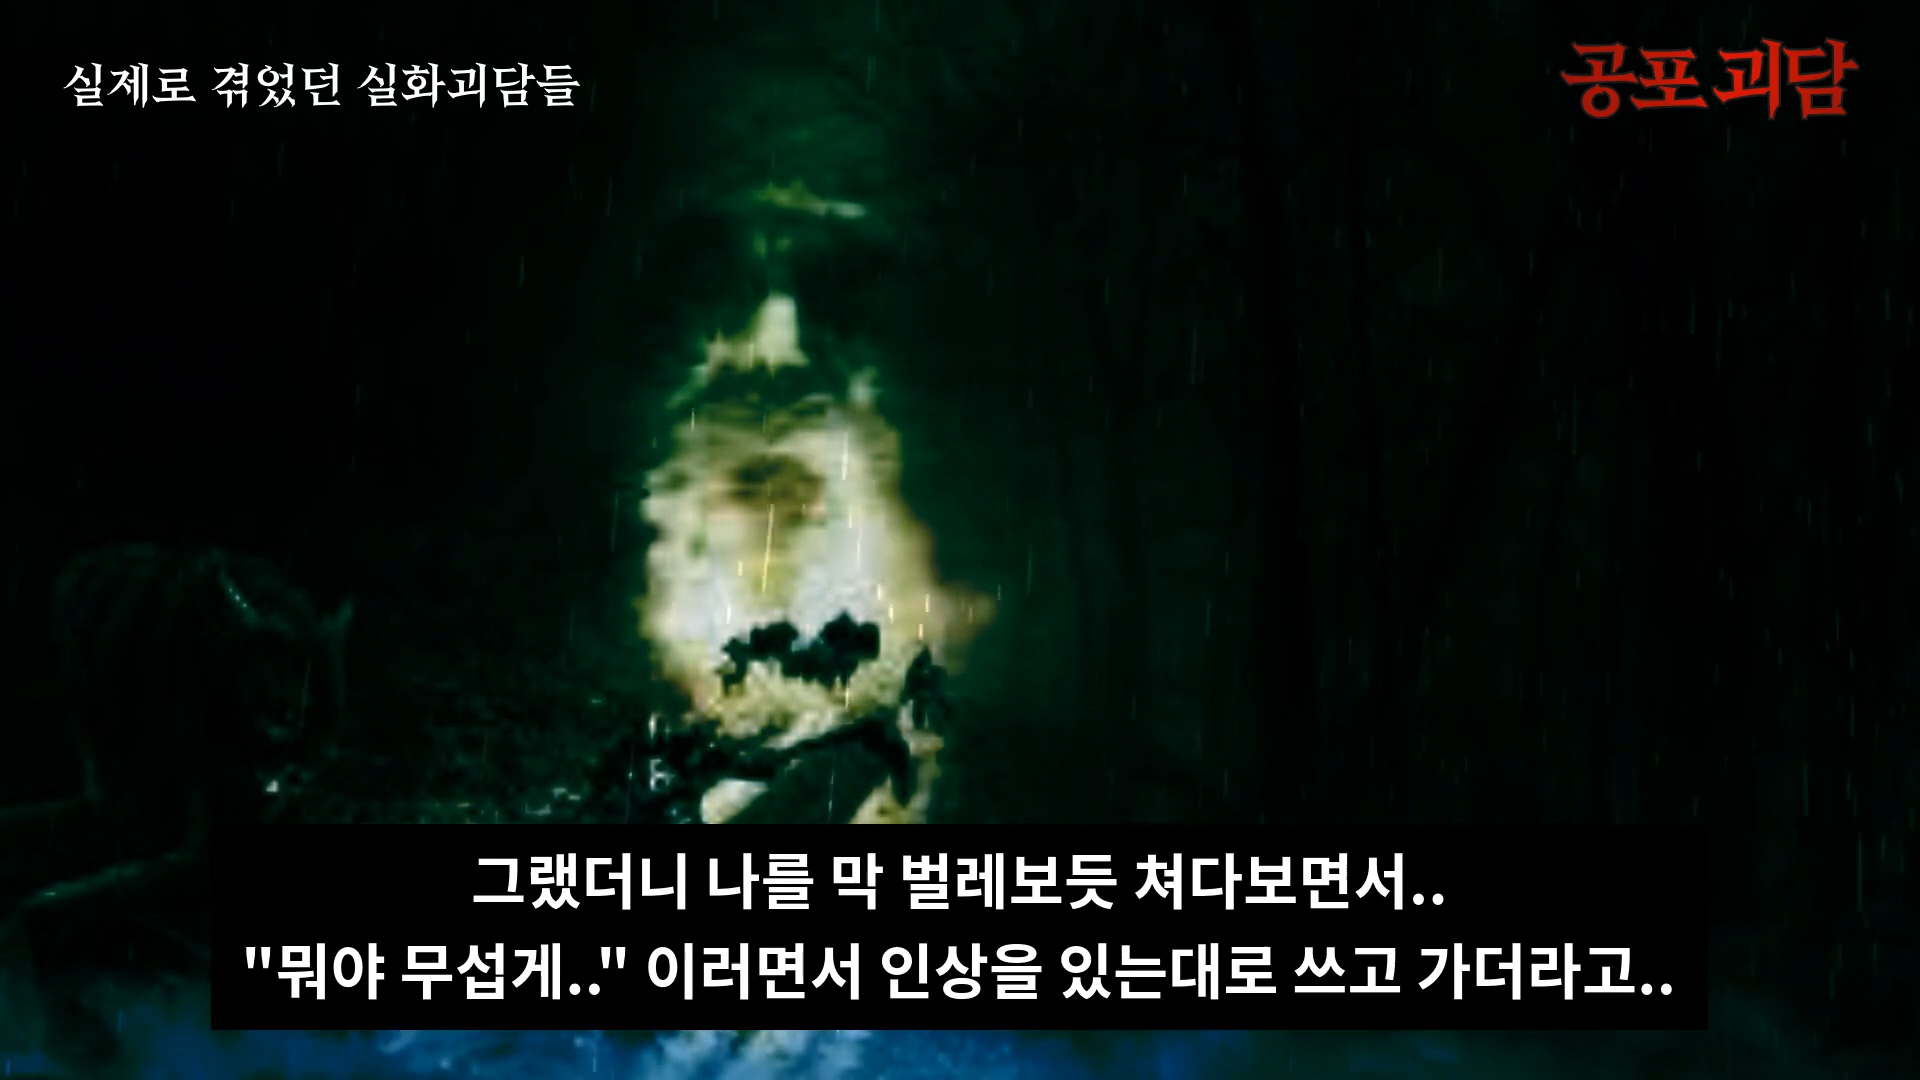 실제로 겪었던 실화괴담들
공포괴담
그랬더니 나를 막 벌레보듯 쳐다보면서..
"뭐야 무섭게.." 이러면서 인상을 있는대로 쓰고 가더라고..